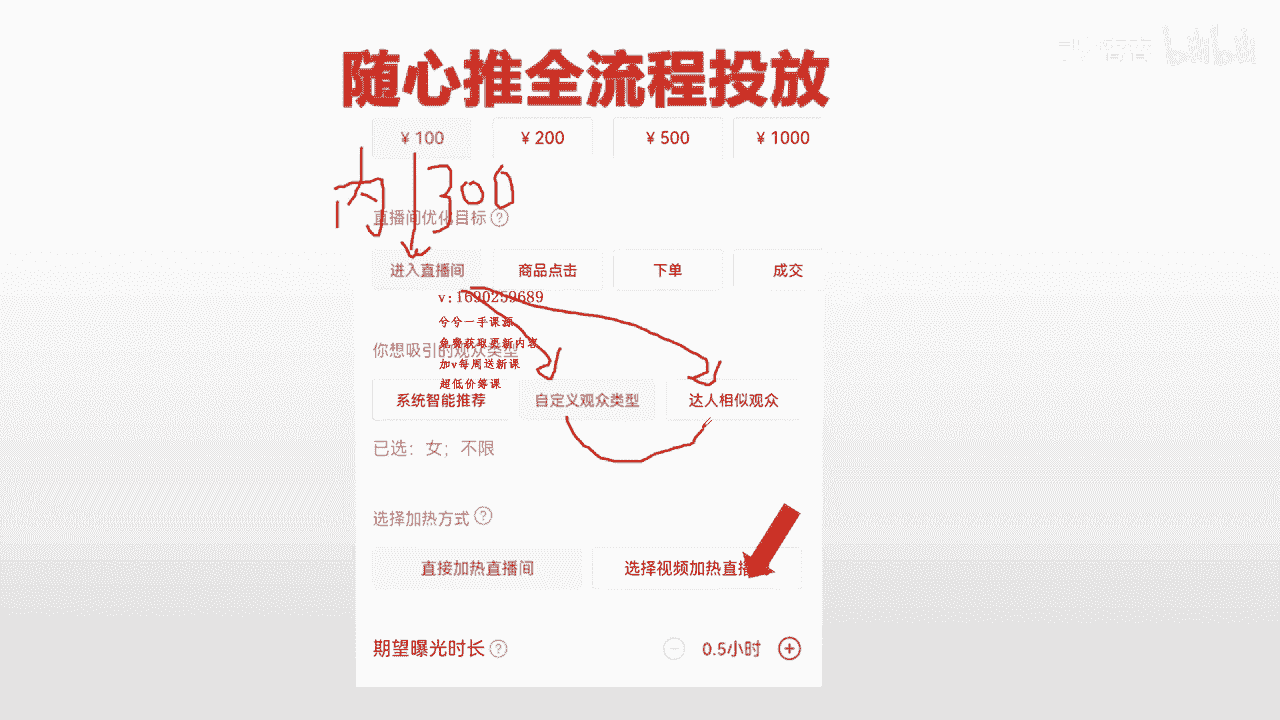 随心推全流程投放
¥ 100 ¥ 200 ¥ 500 ¥ 1000
内 300
直播间优化目标 ?
进入直播间 商品点击 下单 成交
v:1690259689
兮兮一手课源
免费获取更新内容
你想吸引的观众类型
加v每周送新课
超低价筹课
系统智能推荐 自定义观众类型 达人相似观众
已选：女；不限
选择加热方式 ?
直接加热直播间 选择视频加热直播
期望曝光时长 ? 0.5小时
bilibili